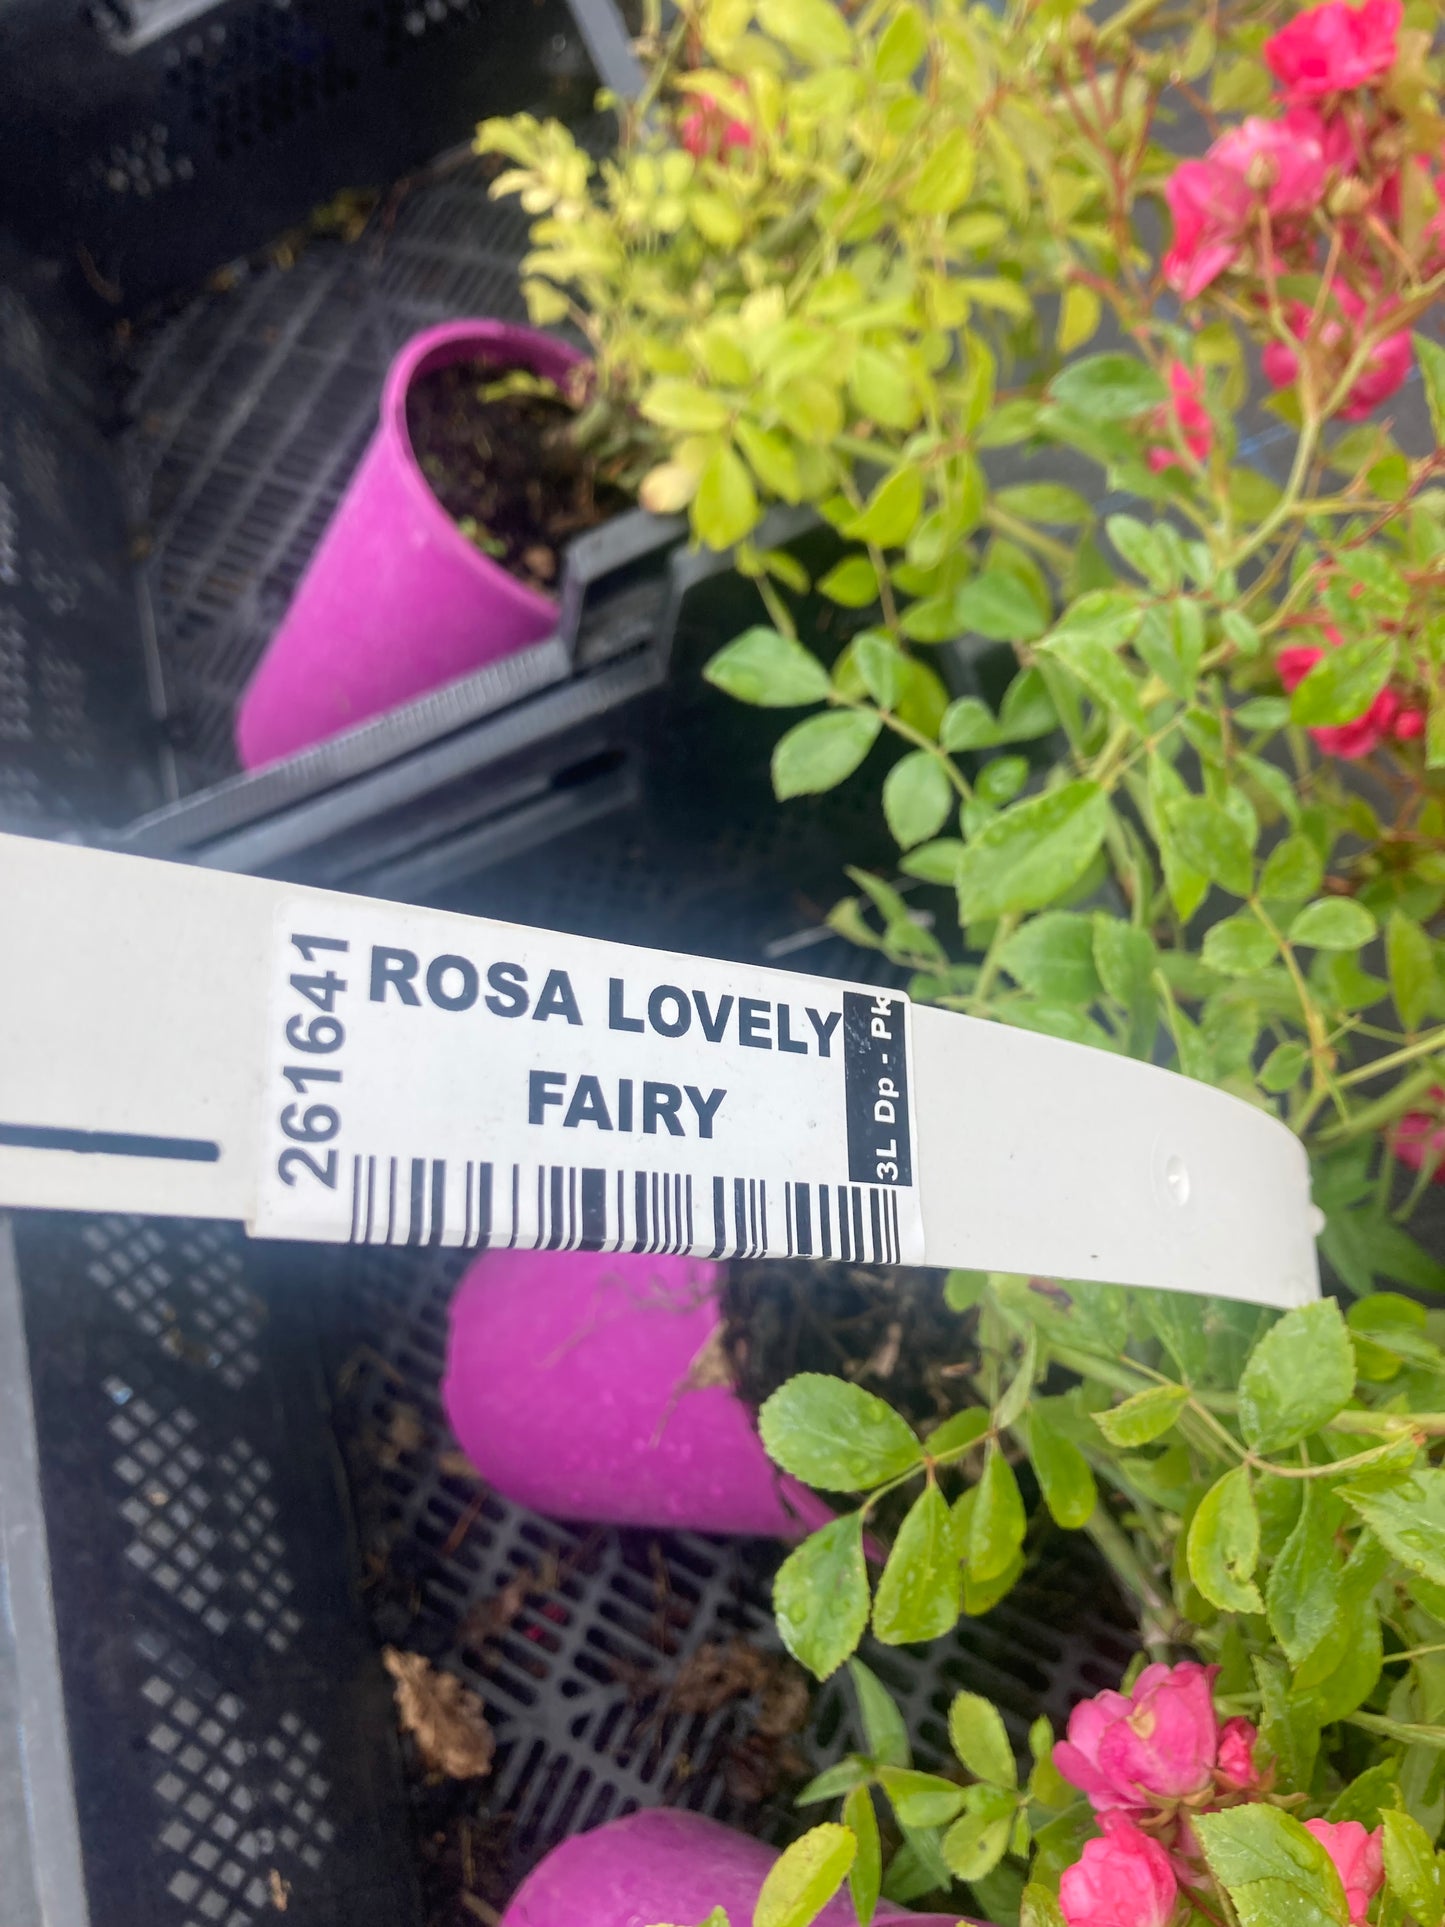 261641
ROSA LOVELY
FAIRY
3L Dp - Pk